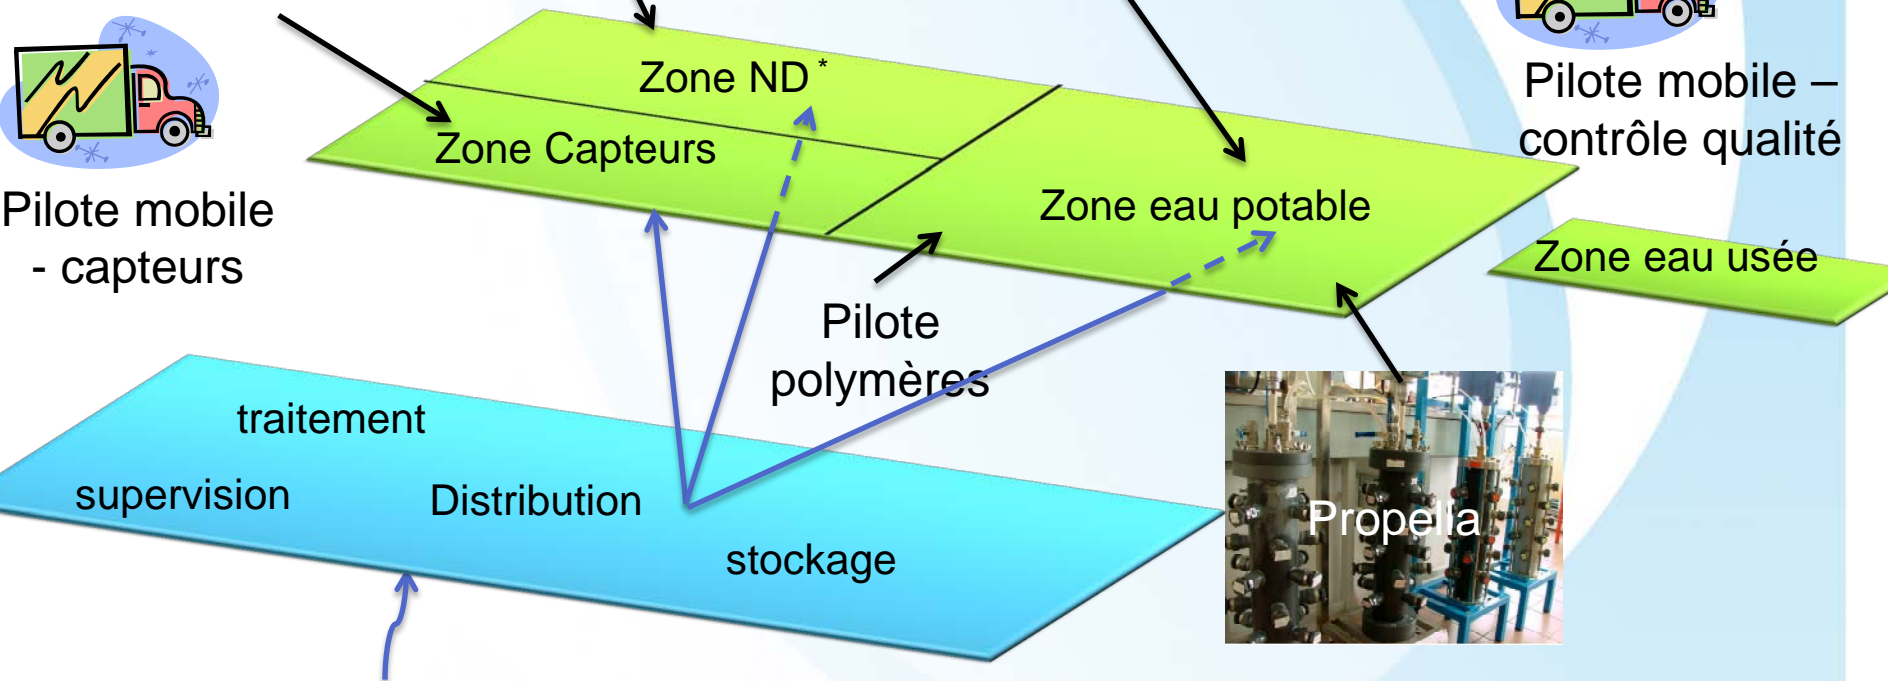 Zone ND *
Zone Capteurs
Pilote mobile
- capteurs
Pilote mobile –
contrôle qualité
Zone eau potable
Zone eau usée
Pilote
polymères
traitement
supervision
Distribution
stockage
Propella